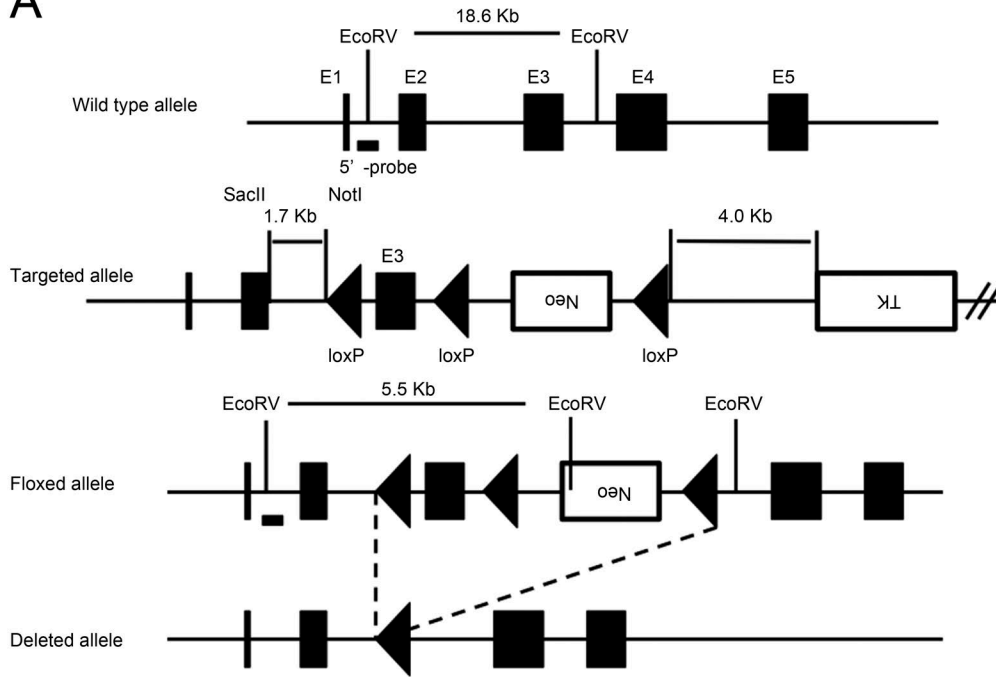 A
18.6 Kb
EcoRV EcoRV
E1 E2 E3 E4 E5
Wild type allele
5' -probe
SacII NotI
1.7 Kb 4.0 Kb
E3
Targeted allele Neo TK
loxP loxP loxP
5.5 Kb
EcoRV EcoRV EcoRV
Floxed allele Neo
Deleted allele